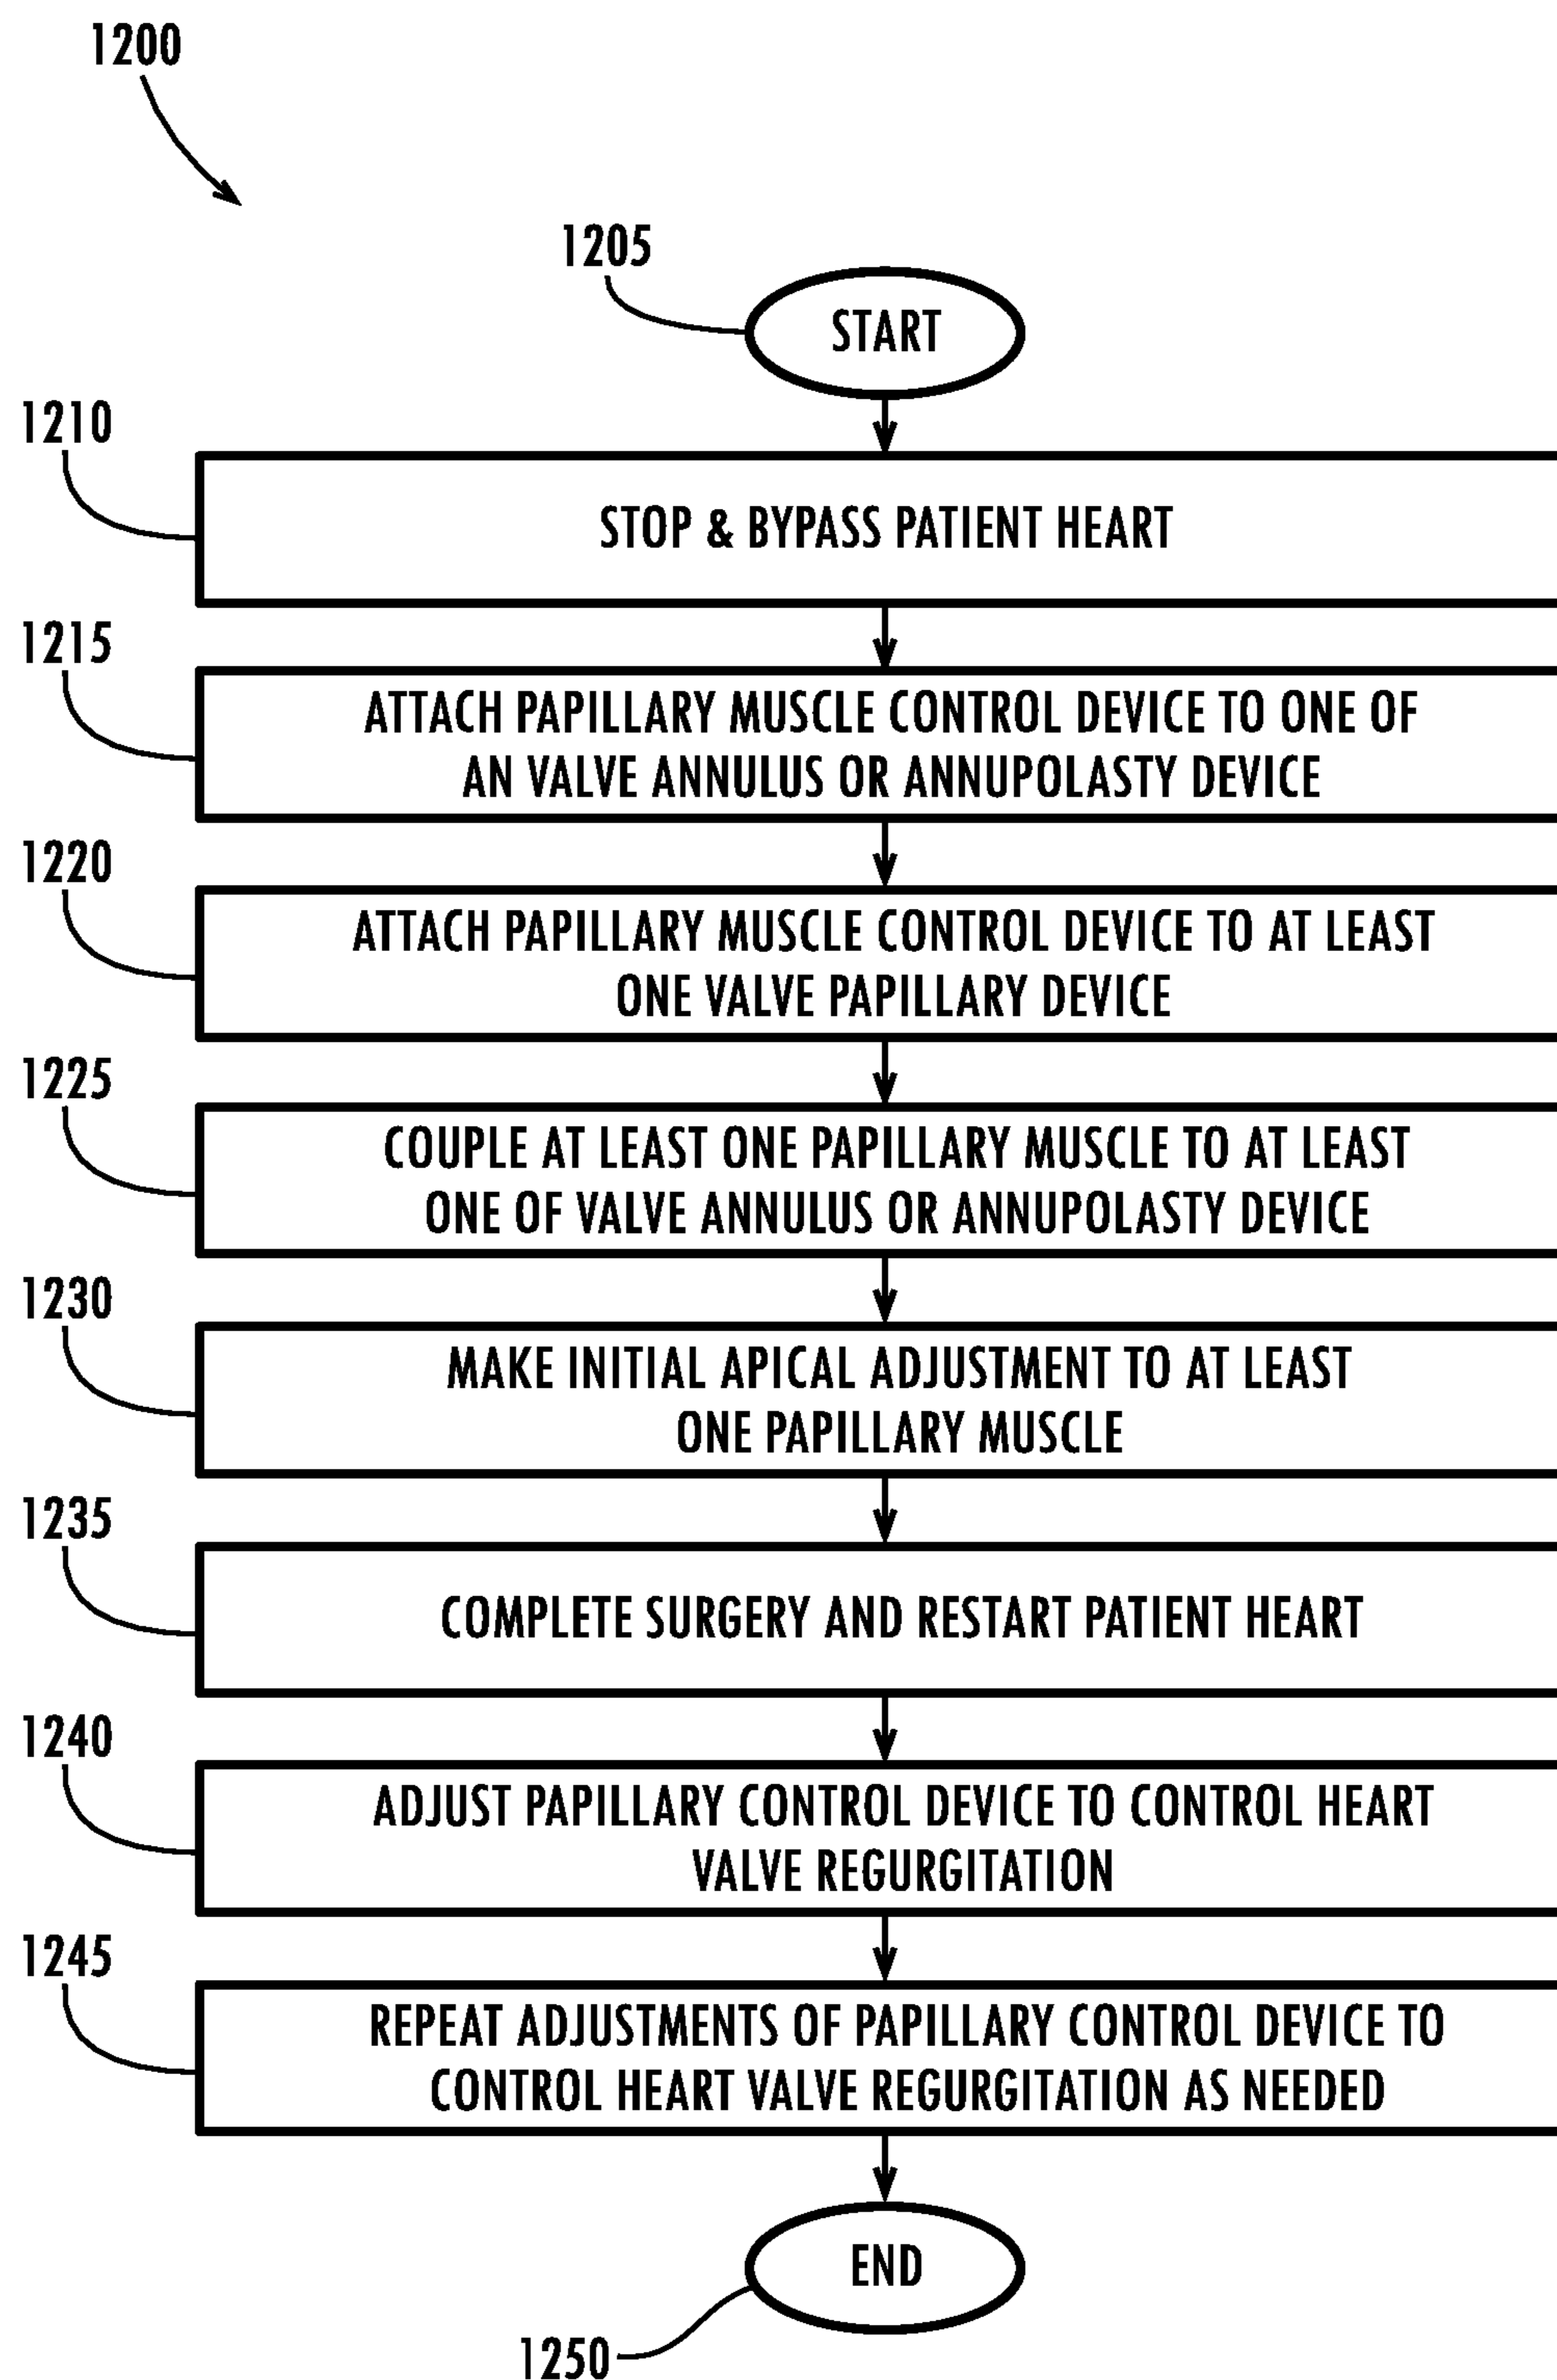 1200
1205
START
1210
STOP & BYPASS PATIENT HEART
1215
ATTACH PAPILLARY MUSCLE CONTROL DEVICE TO ONE OF
AN VALVE ANNULUS OR ANNUPOLASTY DEVICE
1220
ATTACH PAPILLARY MUSCLE CONTROL DEVICE TO AT LEAST
ONE VALVE PAPILLARY DEVICE
1225
COUPLE AT LEAST ONE PAPILLARY MUSCLE TO AT LEAST
ONE OF VALVE ANNULUS OR ANNUPOLASTY DEVICE
1230
MAKE INITIAL APICAL ADJUSTMENT TO AT LEAST
ONE PAPILLARY MUSCLE
1235
COMPLETE SURGERY AND RESTART PATIENT HEART
1240
ADJUST PAPILLARY CONTROL DEVICE TO CONTROL HEART
VALVE REGURGITATION
1245
REPEAT ADJUSTMENTS OF PAPILLARY CONTROL DEVICE TO
CONTROL HEART VALVE REGURGITATION AS NEEDED
END
1250